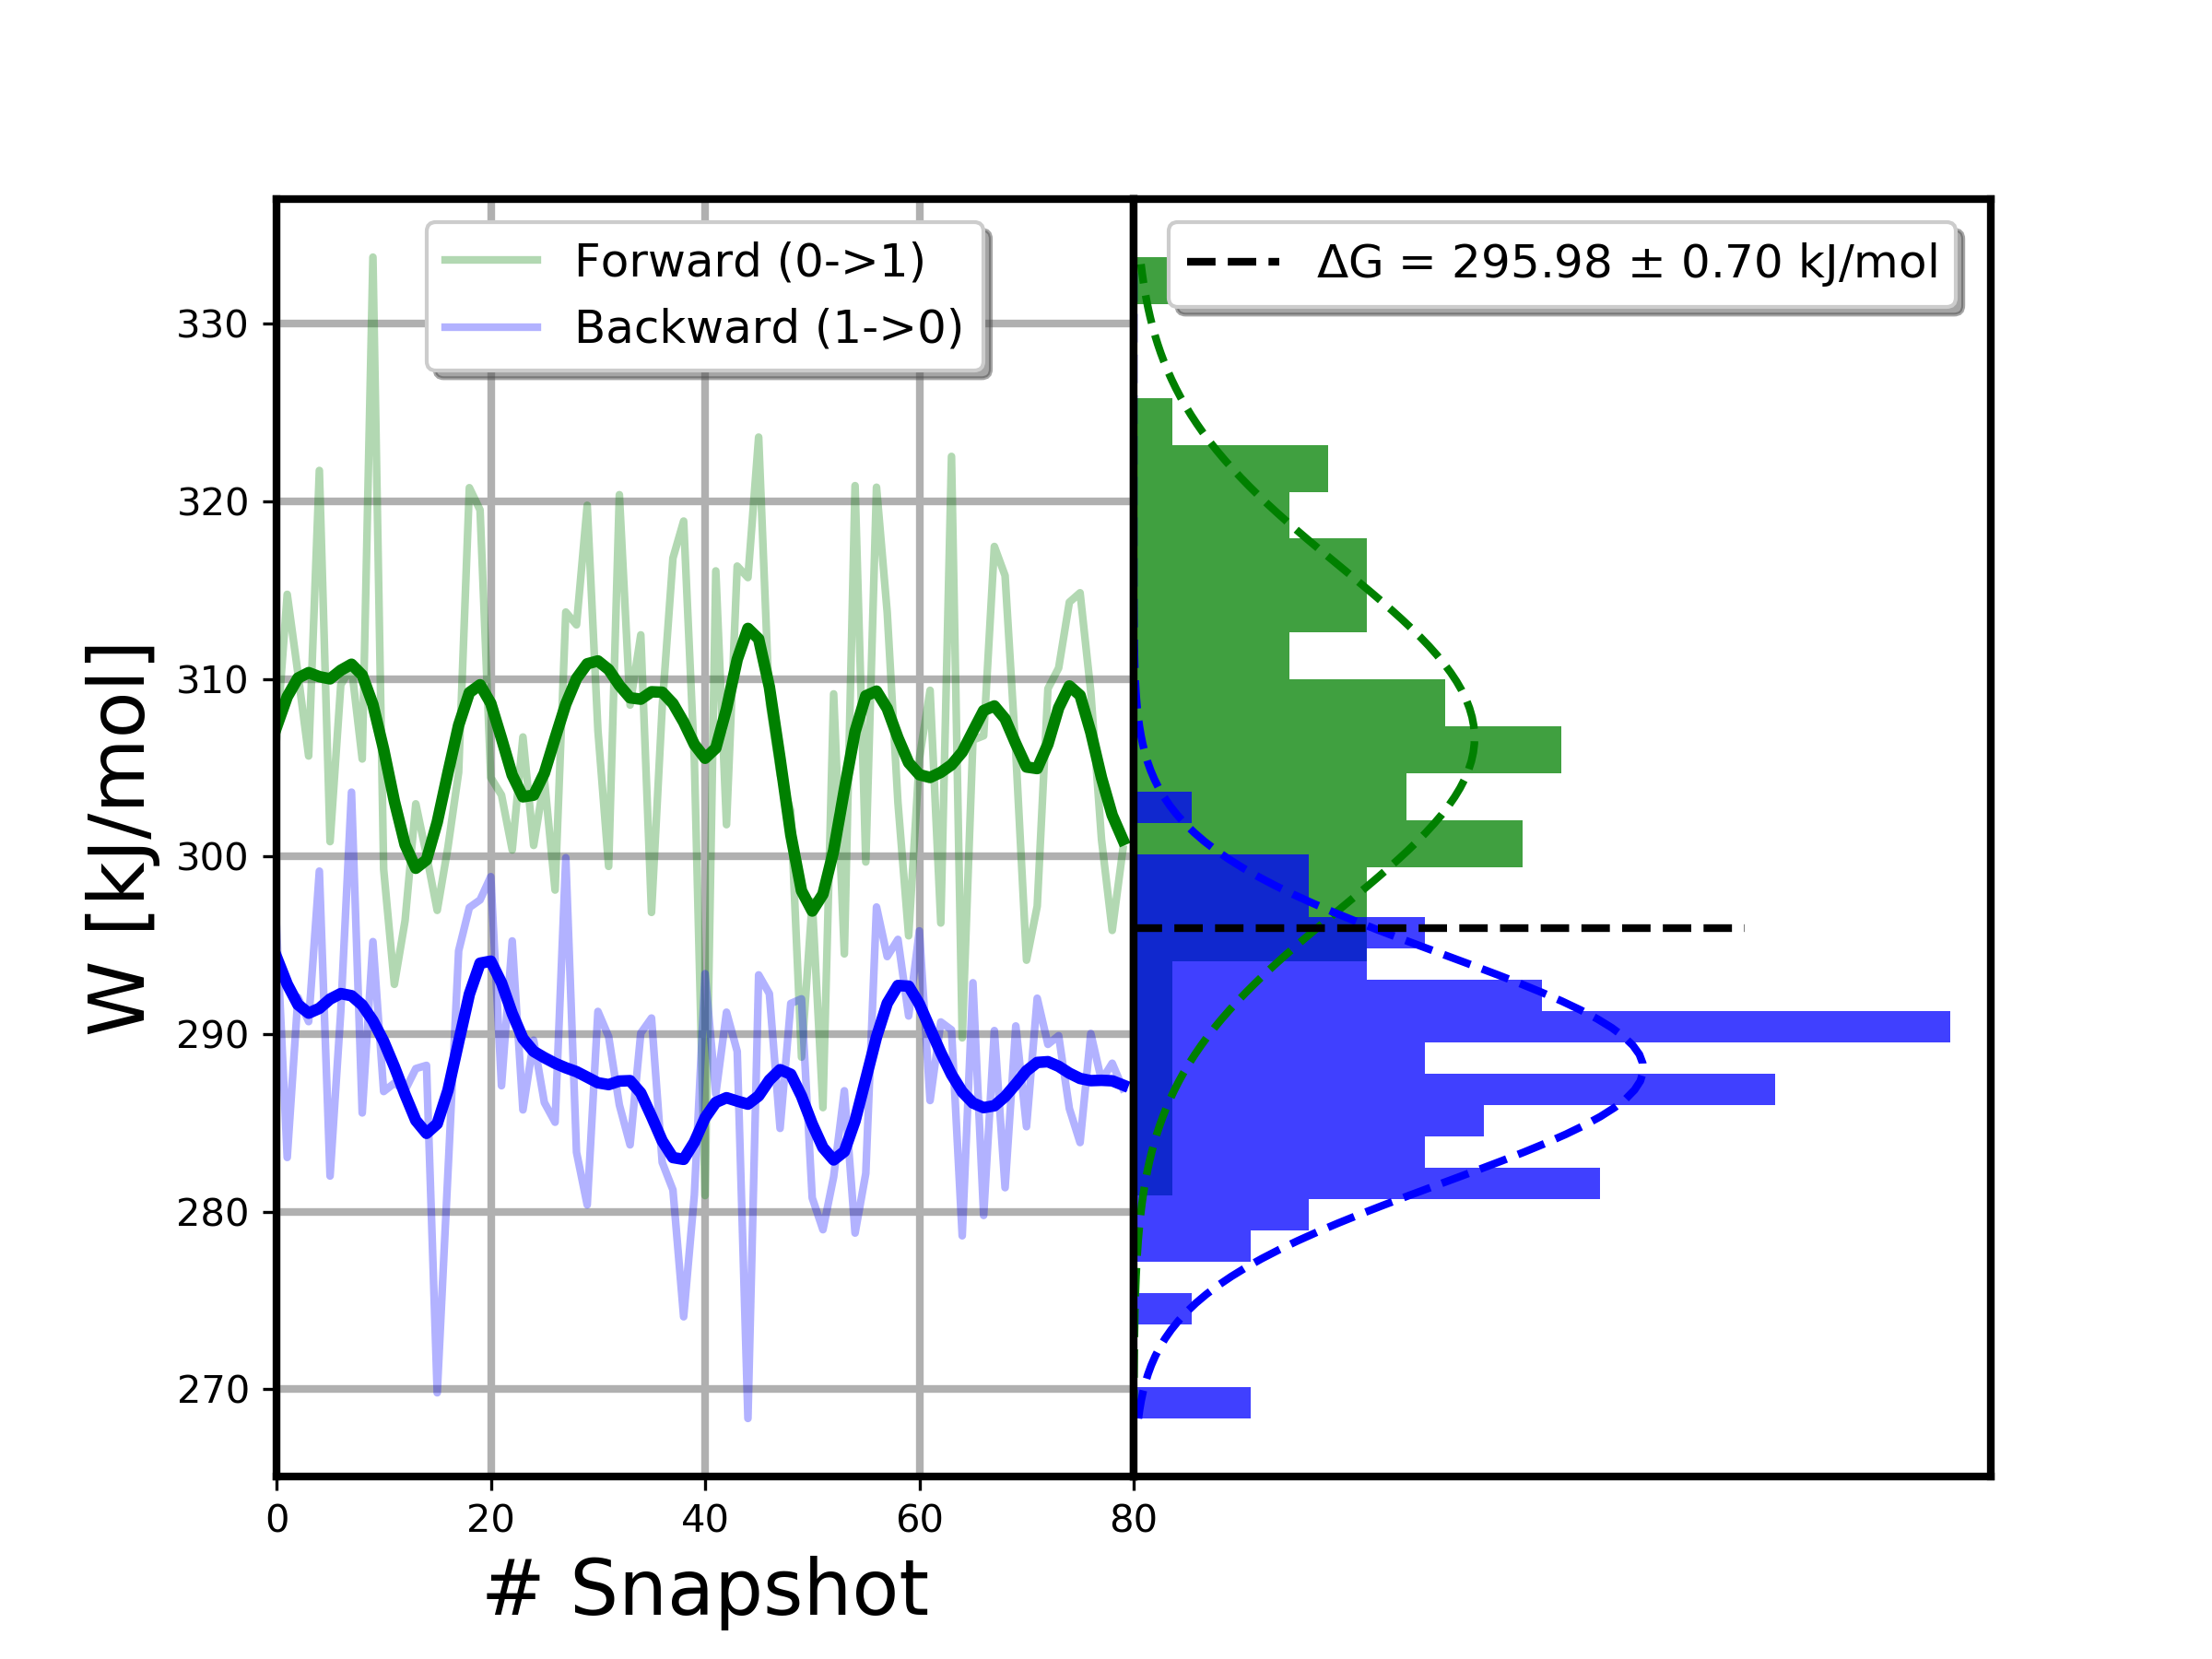 Forward (0->1)
Backward (1->0)
ΔG = 295.98 ± 0.70 kJ/mol
W [kJ/mol]
330
320
310
300
290
280
270
0 20 40 60 80
# Snapshot